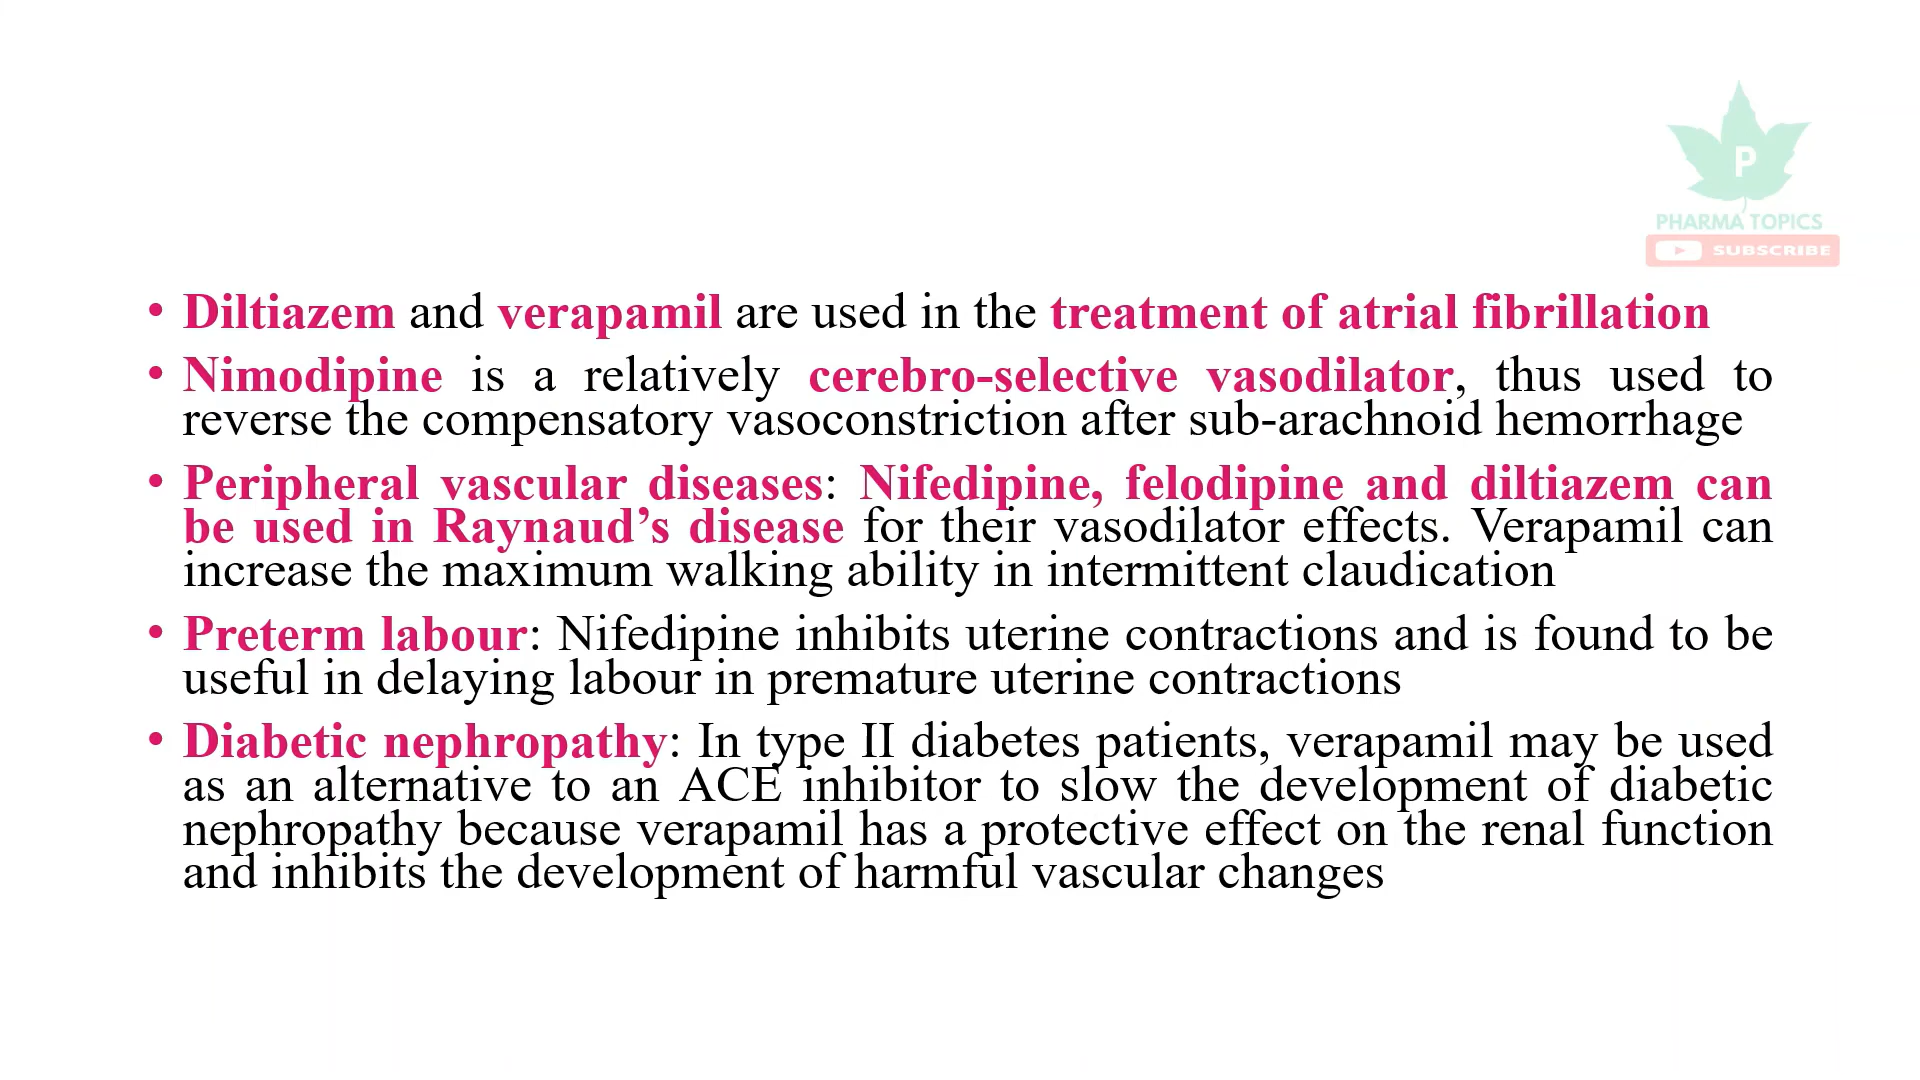 P
PHARMA TOPICS
SUBSCRIBE
• Diltiazem and verapamil are used in the treatment of atrial fibrillation
• Nimodipine is a relatively cerebro-selective vasodilator, thus used to
reverse the compensatory vasoconstriction after sub-arachnoid hemorrhage
• Peripheral vascular diseases: Nifedipine, felodipine and diltiazem can
be used in Raynaud’s disease for their vasodilator effects. Verapamil can
increase the maximum walking ability in intermittent claudication
• Preterm labour: Nifedipine inhibits uterine contractions and is found to be
useful in delaying labour in premature uterine contractions
• Diabetic nephropathy: In type II diabetes patients, verapamil may be used
as an alternative to an ACE inhibitor to slow the development of diabetic
nephropathy because verapamil has a protective effect on the renal function
and inhibits the development of harmful vascular changes